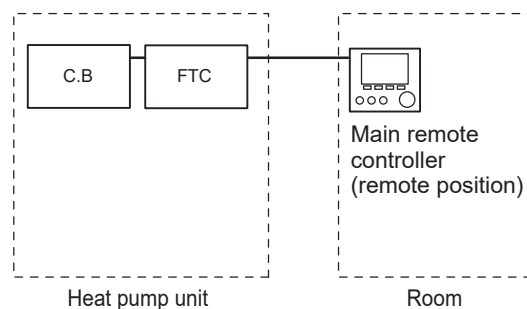 C.B
FTC
Main remote
controller
(remote position)
Heat pump unit
Room